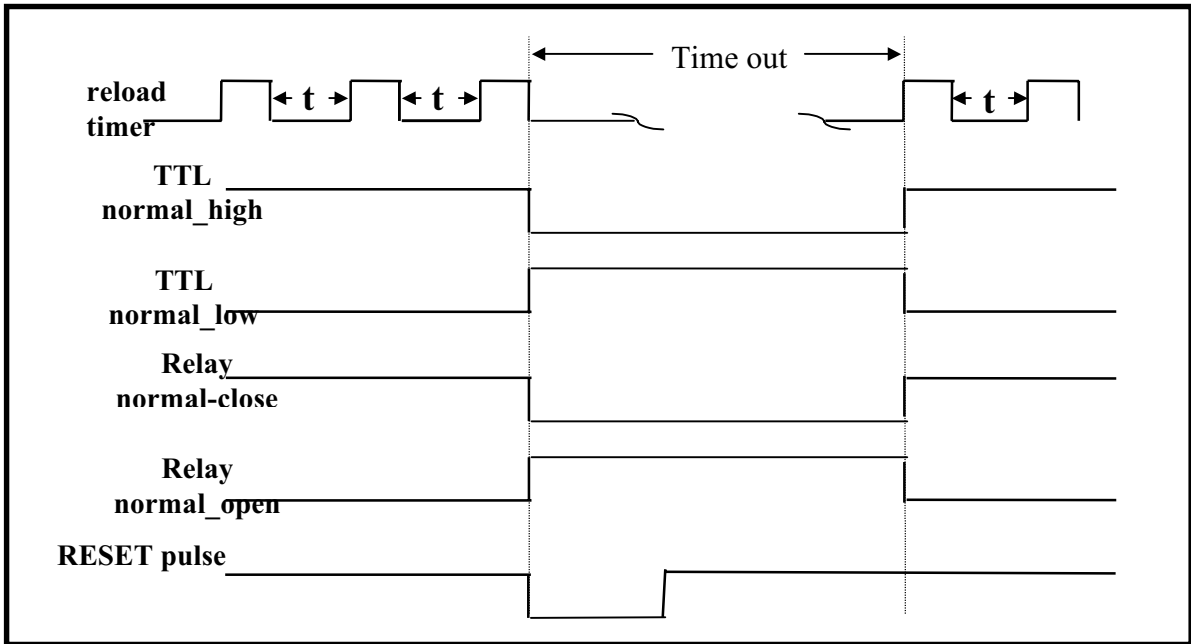 Time out
reload
timer
t
t
t
TTL
normal_high
TTL
normal_low
Relay
normal-close
Relay
normal_open
RESET pulse